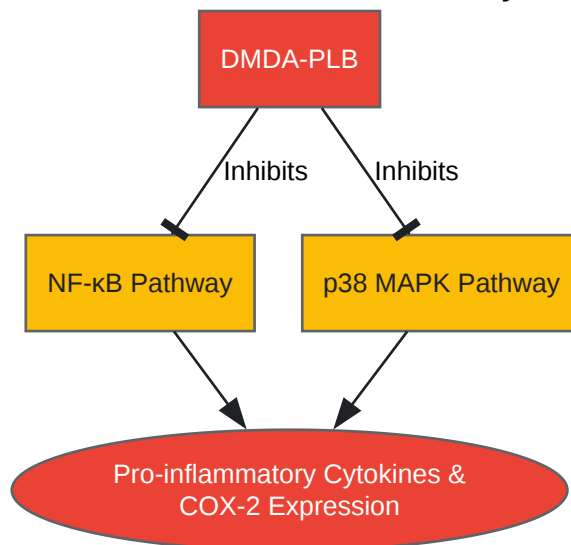 DMDA-PLB
Inhibits
Inhibits
NF-κB Pathway
p38 MAPK Pathway
Pro-inflammatory Cytokines &
COX-2 Expression